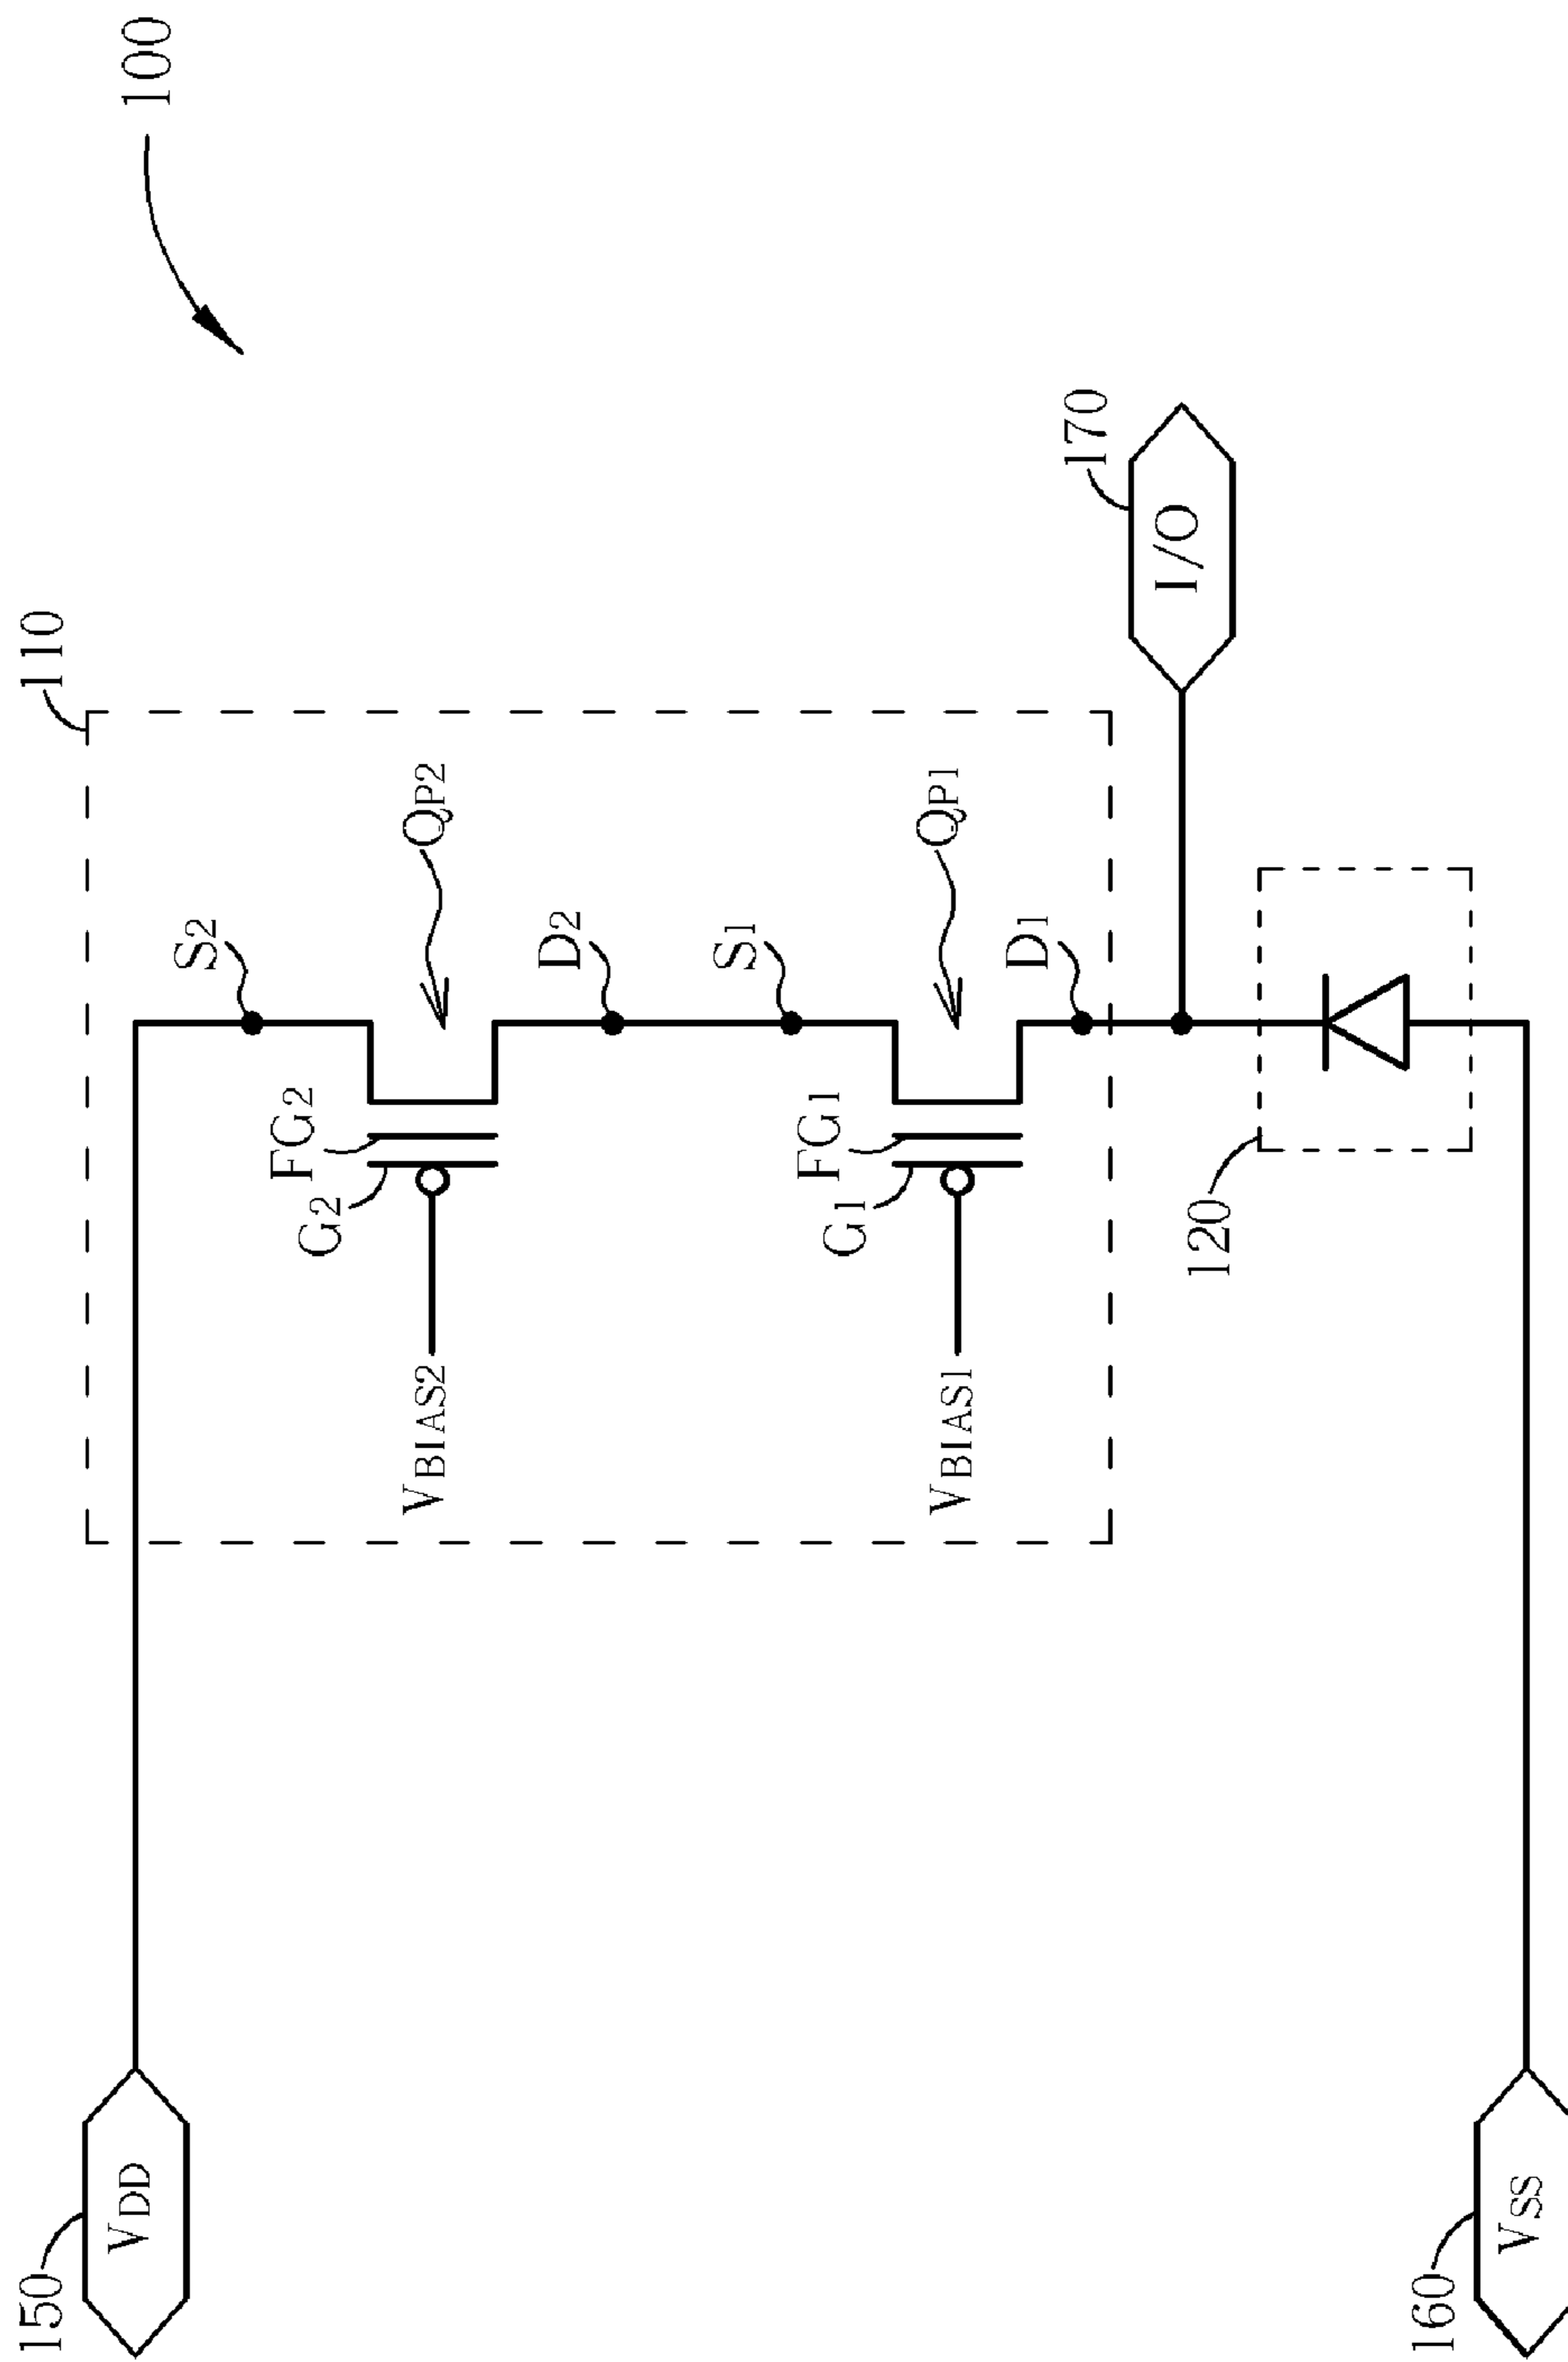 100
110
150
VDD
S2
FG2
G2
QP2
VBIAS2
D2
S1
FG1
G1
QP1
VBIAS1
D1
170
I/O
120
160
VSS